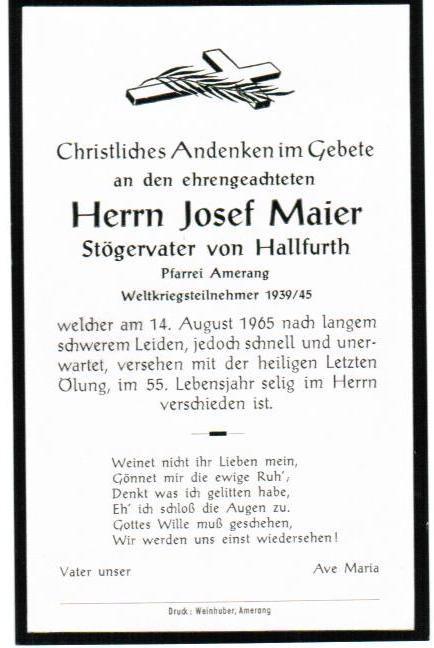 Christliches Andenken im Gebete
an den ehrengeachteten
Herrn Josef Maier
Stögervater von Hallfurth
Pfarrei Amerang
Weltkriegsteilnehmer 1939/45
welcher am 14. August 1965 nach langem
schwerem Leiden, jedoch schnell und uner-
wartet, versehen mit der heiligen Letzten
Ölung, im 55. Lebensjahr selig im Herrn
verschieden ist.
Weinet nicht ihr Lieben mein,
Gönnet mir die ewige Ruh',
Denkt was ich gelitten habe,
Eh' ich schloß die Augen zu.
Gottes Wille muß geschehen,
Wir werden uns einst wiedersehen!
Vater unser Ave Maria
Druck: Weinhuber, Amerang